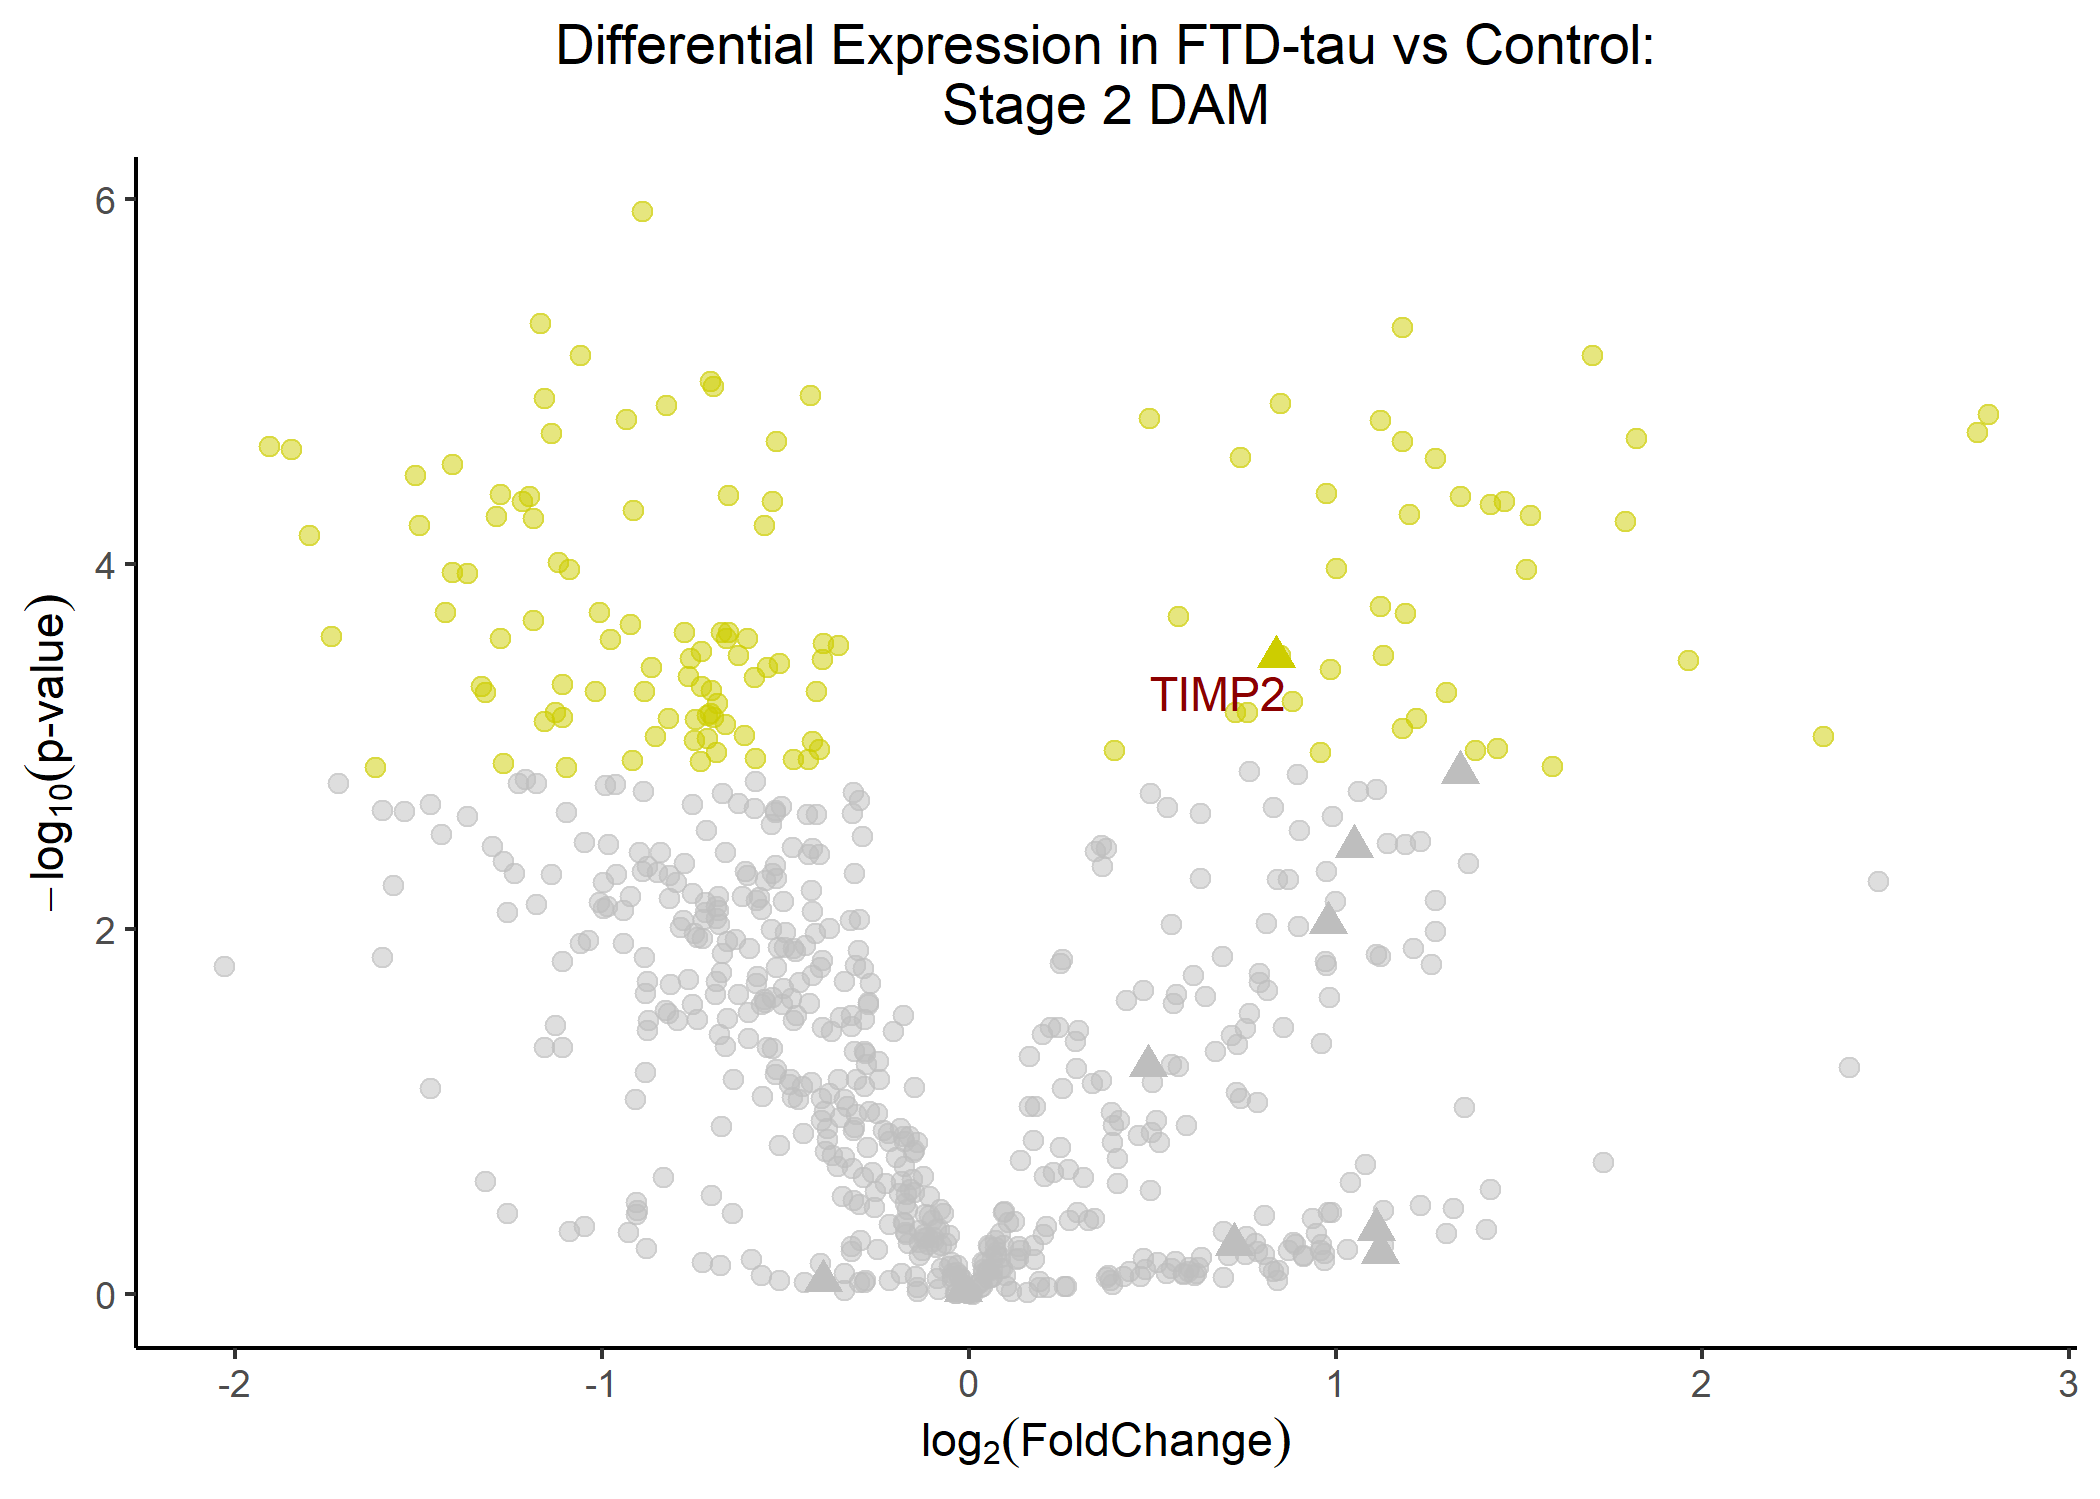 Differential Expression in FTD-tau vs Control:
Stage 2 DAM
6
4
2
0
−log₁₀(p-value)
TIMP2
-2 -1 0 1 2 3
log₂(FoldChange)